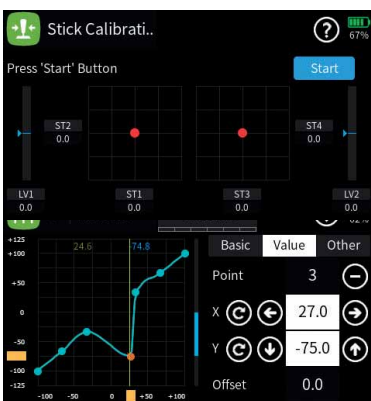 Stick Calibrati..
67%
Press 'Start' Button
Start
ST2
0.0
ST4
0.0
LV1
0.0
ST1
0.0
ST3
0.0
LV2
0.0
+125
+100
+50
0
-50
-100
-125
24.6
-74.8
-100 -50 0 +50 +100
Basic Value Other
Point 3
X 27.0
Y -75.0
Offset 0.0